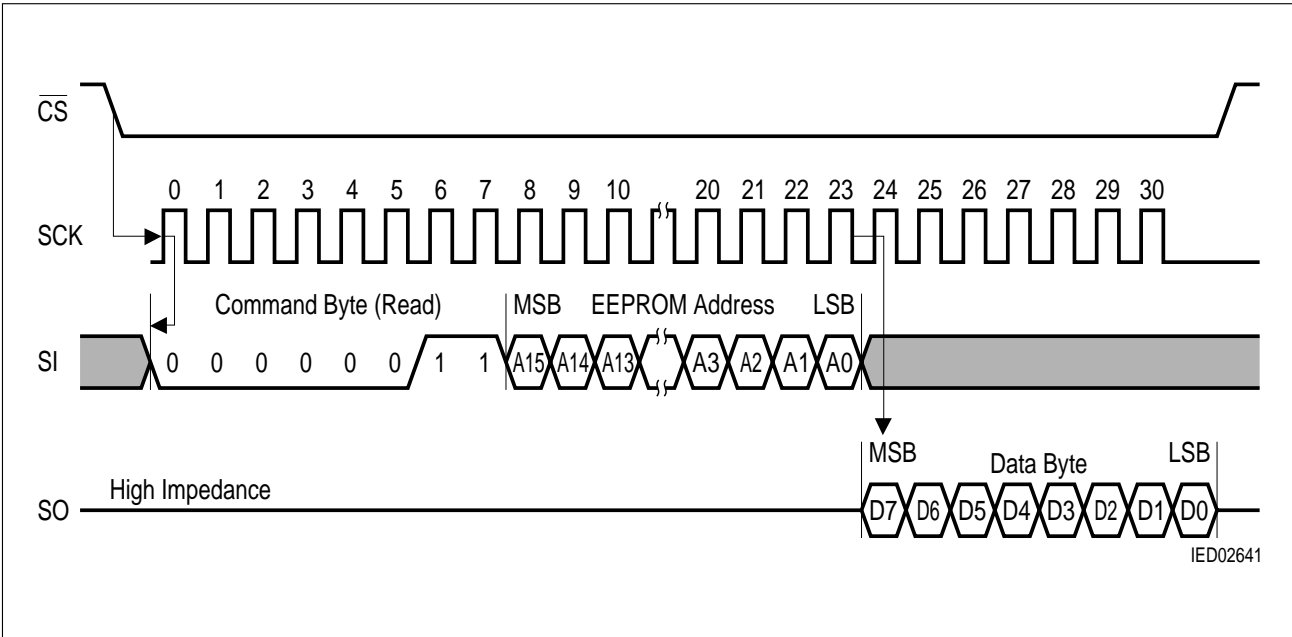 CS
0 1 2 3 4 5 6 7 8 9 10 20 21 22 23 24 25 26 27 28 29 30
SCK
Command Byte (Read) MSB EEPROM Address LSB
SI 0 0 0 0 0 0 1 1 A15 A14 A13 A3 A2 A1 A0
MSB Data Byte LSB
High Impedance
SO D7 D6 D5 D4 D3 D2 D1 D0
IED02641